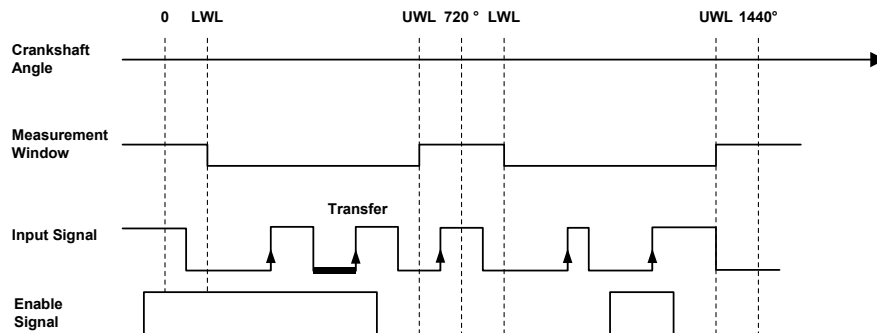 0 LWL UWL 720 ° LWL UWL 1440°
Crankshaft
Angle
Measurement
Window
Transfer
Input Signal
Enable
Signal